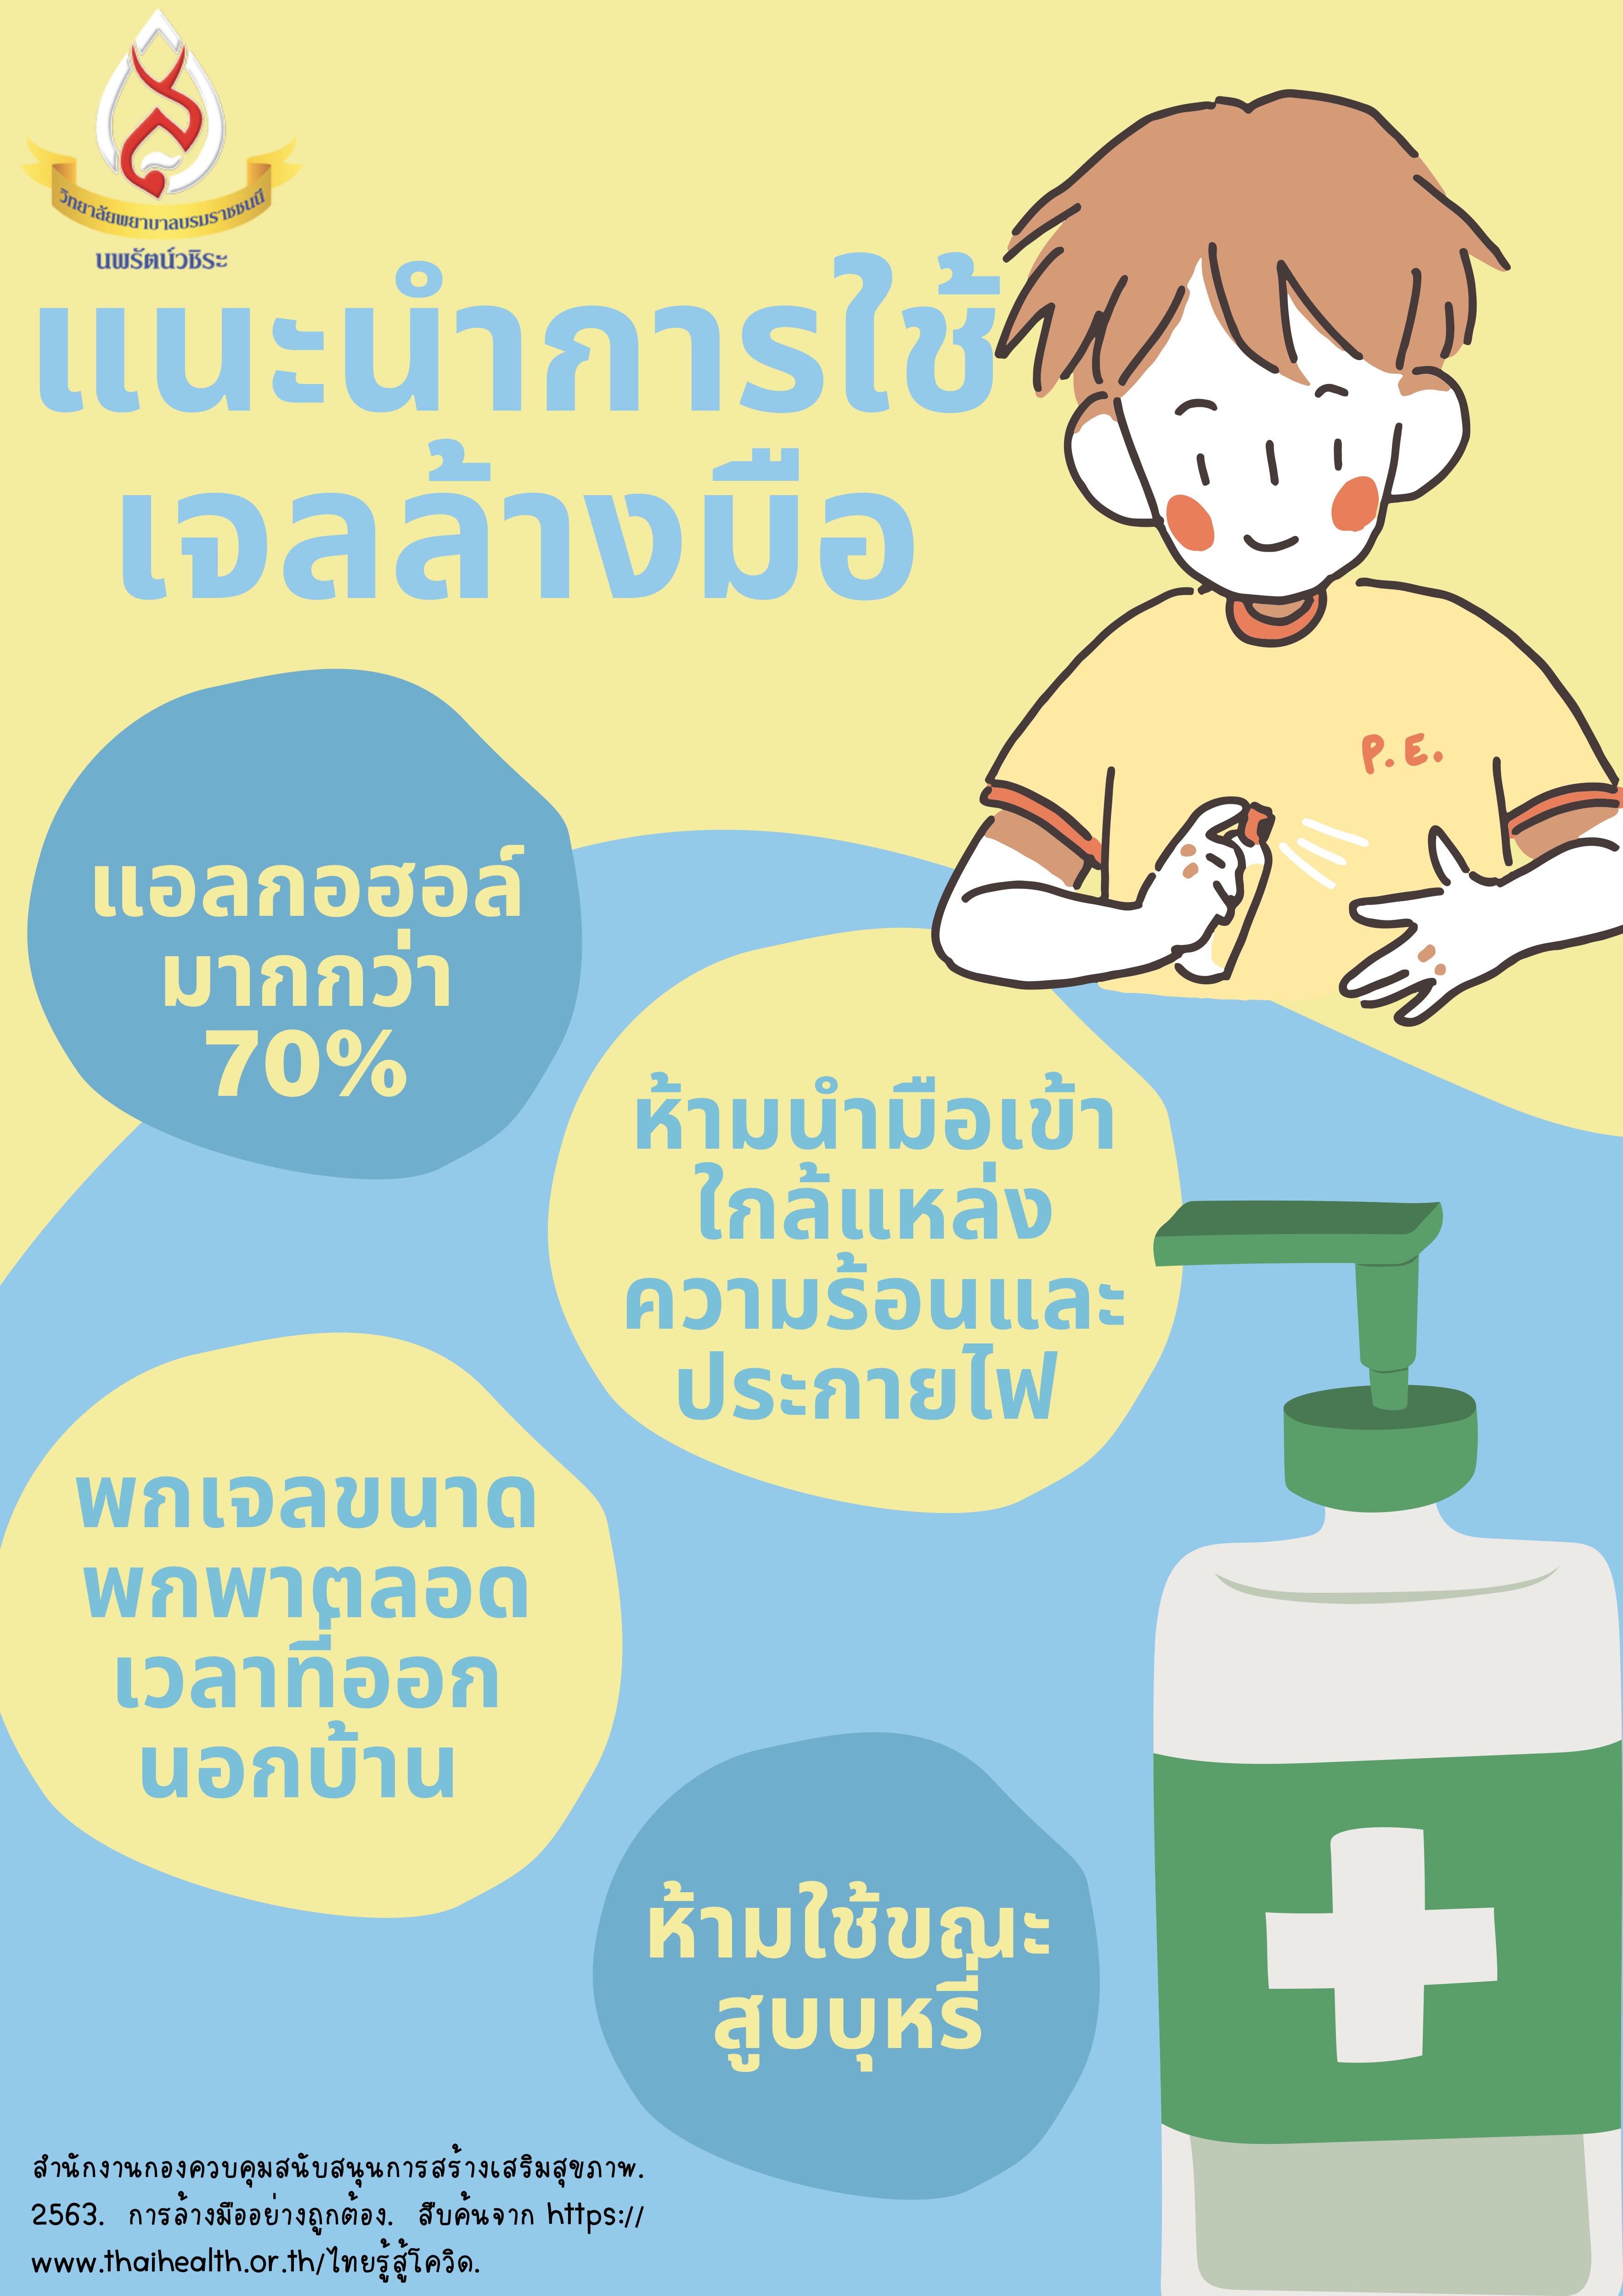 วิทยาลัยพยาบาลบรมราชชนนี
นพรัตน์วชิระ
แนะนำการใช้
เจลล้างมือ
P.E.
แอลกอฮอล์
มากกว่า
70%
ห้ามนำมือเข้า
ใกล้แหล่ง
ความร้อนและ
ประกายไฟ
พกเจลขนาด
พกพาตลอด
เวลาที่ออก
นอกบ้าน
ห้ามใช้ขณะ
สูบบุหรี่
สำนักงานกองควบคุมสนับสนุนการสร้างเสริมสุขภาพ.
2563. การล้างมืออย่างถูกต้อง. สืบค้นจาก https://
www.thaihealth.or.th/ไทยรู้สู้โควิด.